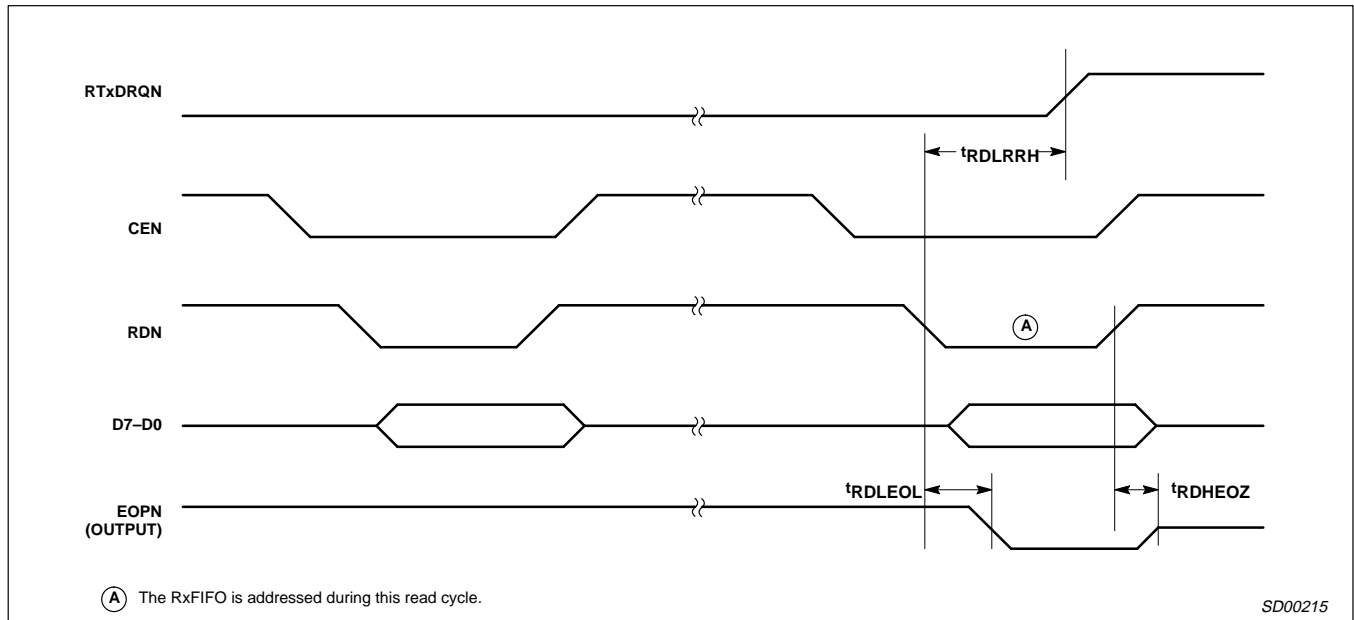 RTxDRQN
tRDLRRH
CEN
RDN
A
D7–D0
tRDLEOL
tRDHEOZ
EOPN
(OUTPUT)
A The RxFIFO is addressed during this read cycle.
SD00215